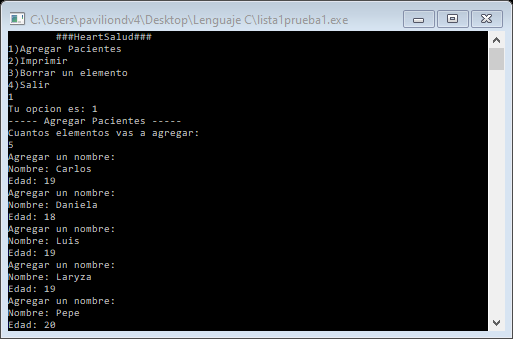 C:\Users\paviliondv4\Desktop\Lenguaje C\lista1prueba1.exe
###HeartSalud###
1)Agregar Pacientes
2)Imprimir
3)Borrar un elemento
4)Salir
1
Tu opcion es: 1
----- Agregar Pacientes -----
Cuantos elementos vas a agregar:
5
Agregar un nombre:
Nombre: Carlos
Edad: 19
Agregar un nombre:
Nombre: Daniela
Edad: 18
Agregar un nombre:
Nombre: Luis
Edad: 19
Agregar un nombre:
Nombre: Laryza
Edad: 19
Agregar un nombre:
Nombre: Pepe
Edad: 20